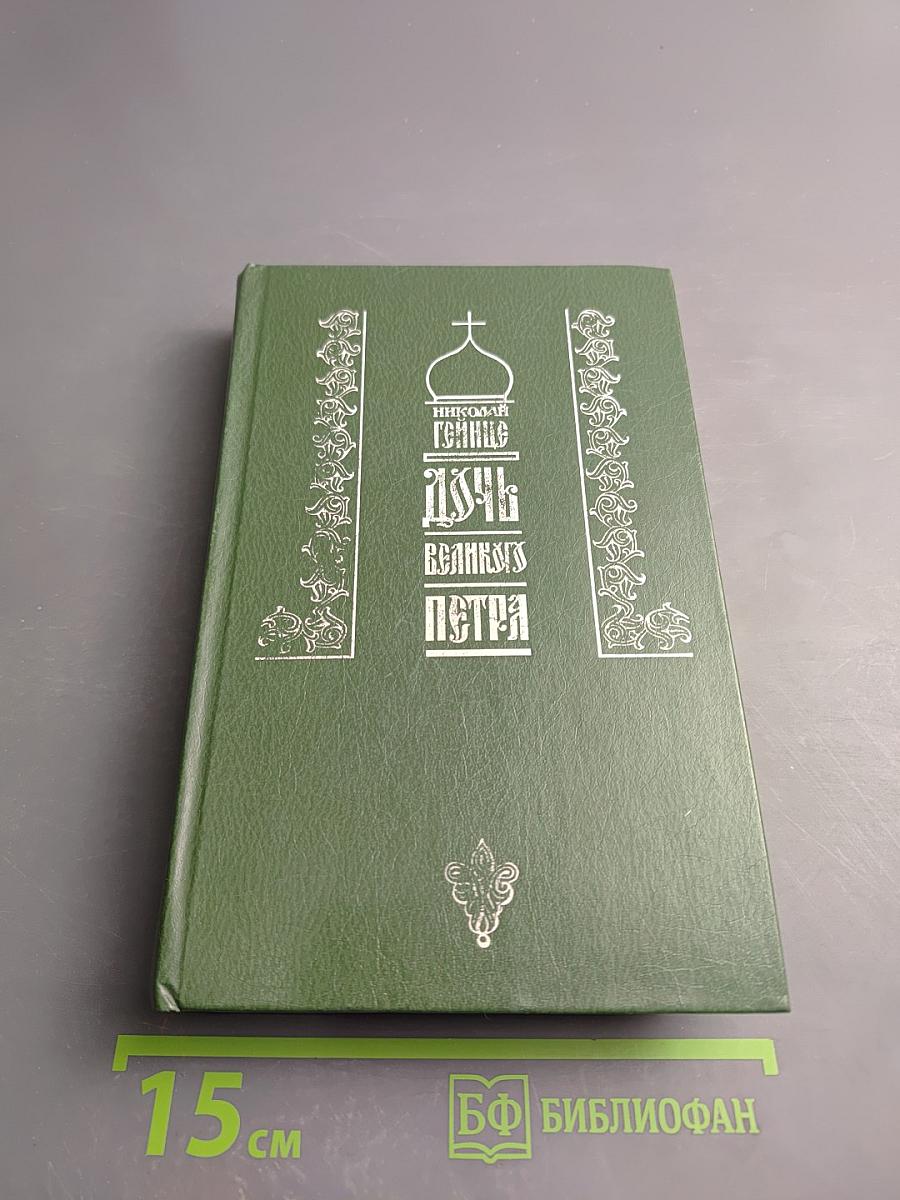 НИКОЛАЙ
ГЕЙНЦЕ
ДОЧЬ
ВЕЛИКОГО
ПЕТРА
15 см
БФ БИБЛИОФАН